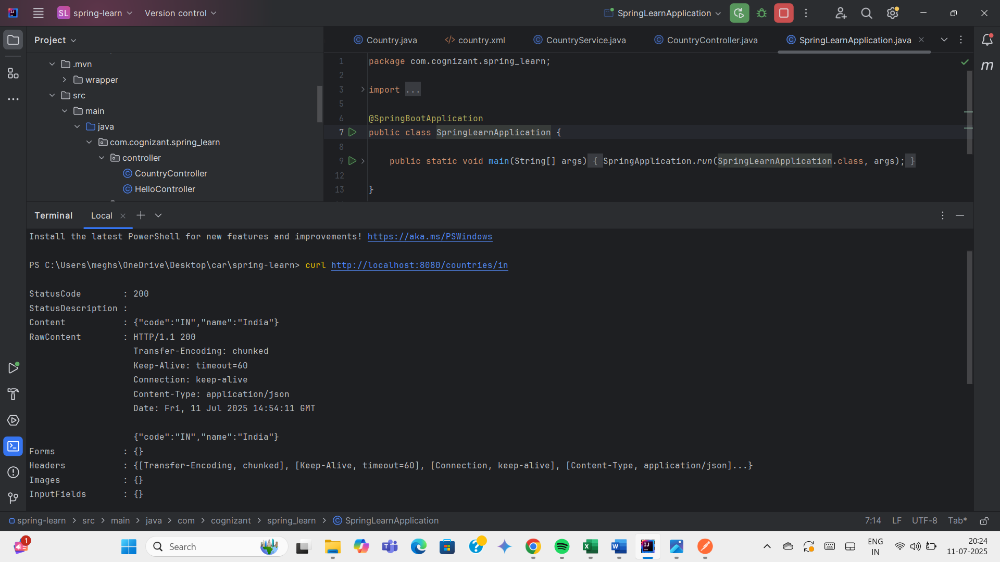 SL spring-learn Version control SpringLearnApplication
Project
Country.java country.xml CountryService.java CountryController.java SpringLearnApplication.java
.mvn
wrapper
src
main
java
com.cognizant.spring_learn
controller
CountryController
HelloController
1 package com.cognizant.spring_learn;
2
3 import ...
5
6 @SpringBootApplication
7 public class SpringLearnApplication {
8
9 public static void main(String[] args) { SpringApplication.run(SpringLearnApplication.class, args); }
12
13 }
m
Terminal Local
Install the latest PowerShell for new features and improvements! https://aka.ms/PSWindows
PS C:\Users\meghs\OneDrive\Desktop\car\spring-learn> curl http://localhost:8080/countries/in
StatusCode : 200
StatusDescription :
Content : {"code":"IN","name":"India"}
RawContent : HTTP/1.1 200
Transfer-Encoding: chunked
Keep-Alive: timeout=60
Connection: keep-alive
Content-Type: application/json
Date: Fri, 11 Jul 2025 14:54:11 GMT
{"code":"IN","name":"India"}
Forms : {}
Headers : {[Transfer-Encoding, chunked], [Keep-Alive, timeout=60], [Connection, keep-alive], [Content-Type, application/json]...}
Images : {}
InputFields : {}
spring-learn > src > main > java > com > cognizant > spring_learn > SpringLearnApplication 7:14 LF UTF-8 Tab*
1 Search ENG 20:24
IN 11-07-2025